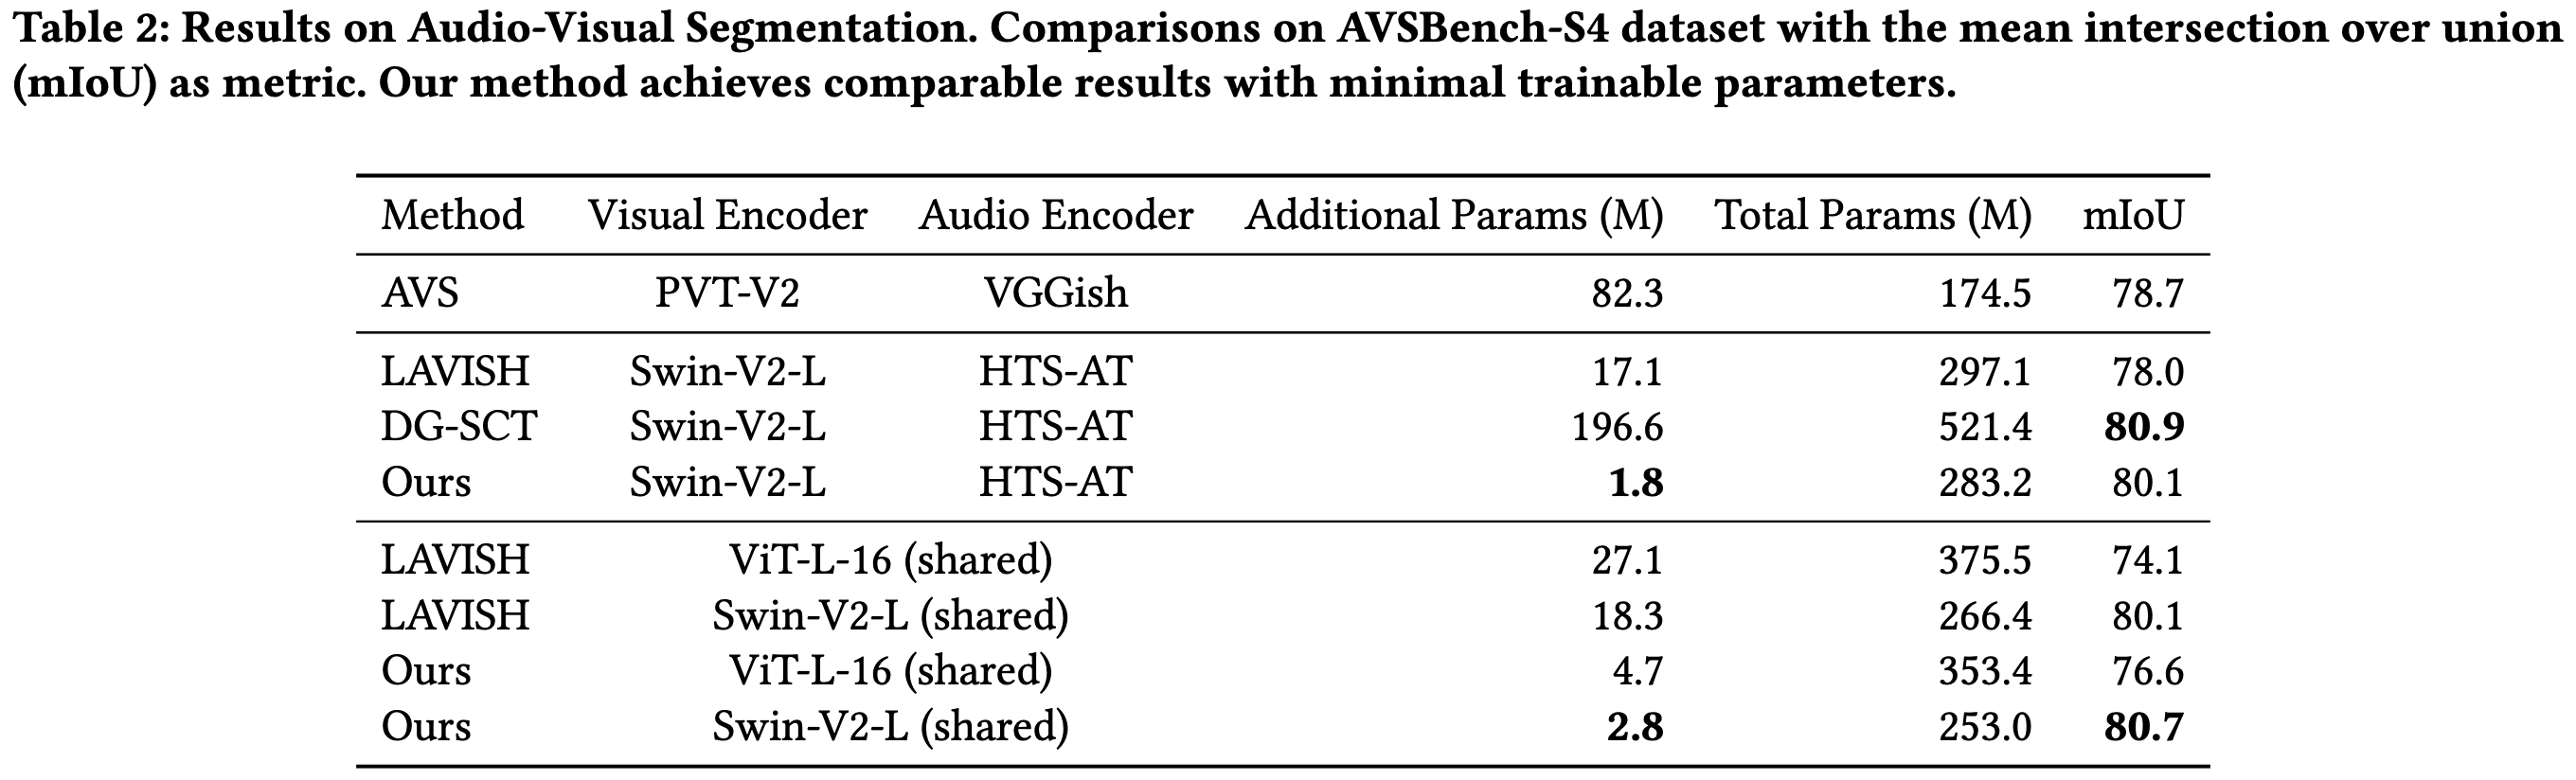 Table 2: Results on Audio-Visual Segmentation. Comparisons on AVSBench-S4 dataset with the mean intersection over union
(mIoU) as metric. Our method achieves comparable results with minimal trainable parameters.
Method Visual Encoder Audio Encoder Additional Params (M) Total Params (M) mIoU
AVS PVT-V2 VGGish 82.3 174.5 78.7
LAVISH Swin-V2-L HTS-AT 17.1 297.1 78.0
DG-SCT Swin-V2-L HTS-AT 196.6 521.4 80.9
Ours Swin-V2-L HTS-AT 1.8 283.2 80.1
LAVISH ViT-L-16 (shared) 27.1 375.5 74.1
LAVISH Swin-V2-L (shared) 18.3 266.4 80.1
Ours ViT-L-16 (shared) 4.7 353.4 76.6
Ours Swin-V2-L (shared) 2.8 253.0 80.7